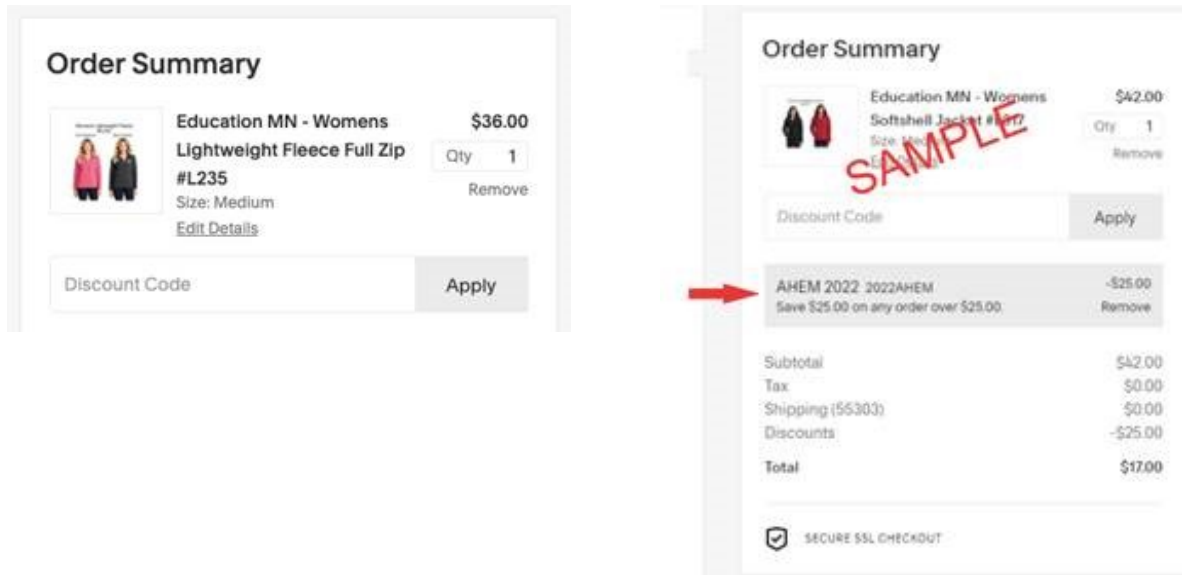 Order Summary
Education MN - Womens
$36.00
Lightweight Fleece Full Zip
Qty 1
#L235
Remove
Size: Medium
Edit Details
Discount Code
Apply
Order Summary
Education MN - Womens
$42.00
Softshell Jacket
Qty 1
Size:
Remove
SAMPLE
Discount Code
Apply
AHEM 2022 2022AHEM
-$25.00
Save $25.00 on any order over $25.00.
Remove
Subtotal
$42.00
Tax
$0.00
Shipping (55303)
$0.00
Discounts
-$25.00
Total
$17.00
SECURE SSL CHECKOUT